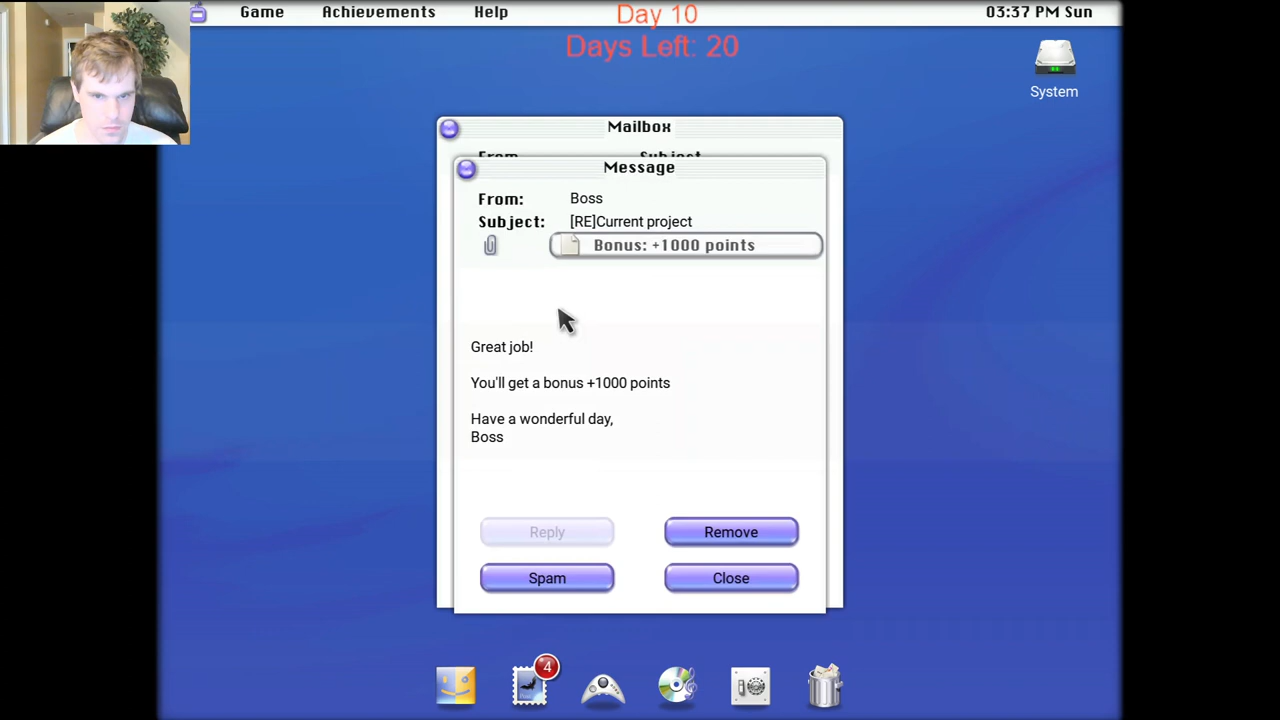 Game Achievements Help Day 10 03:37 PM Sun
Days Left: 20
System
Mailbox
Message
From: Boss
Subject: [RE]Current project
Bonus: +1000 points
Great job!
You'll get a bonus +1000 points
Have a wonderful day,
Boss
Reply Remove
Spam Close
4